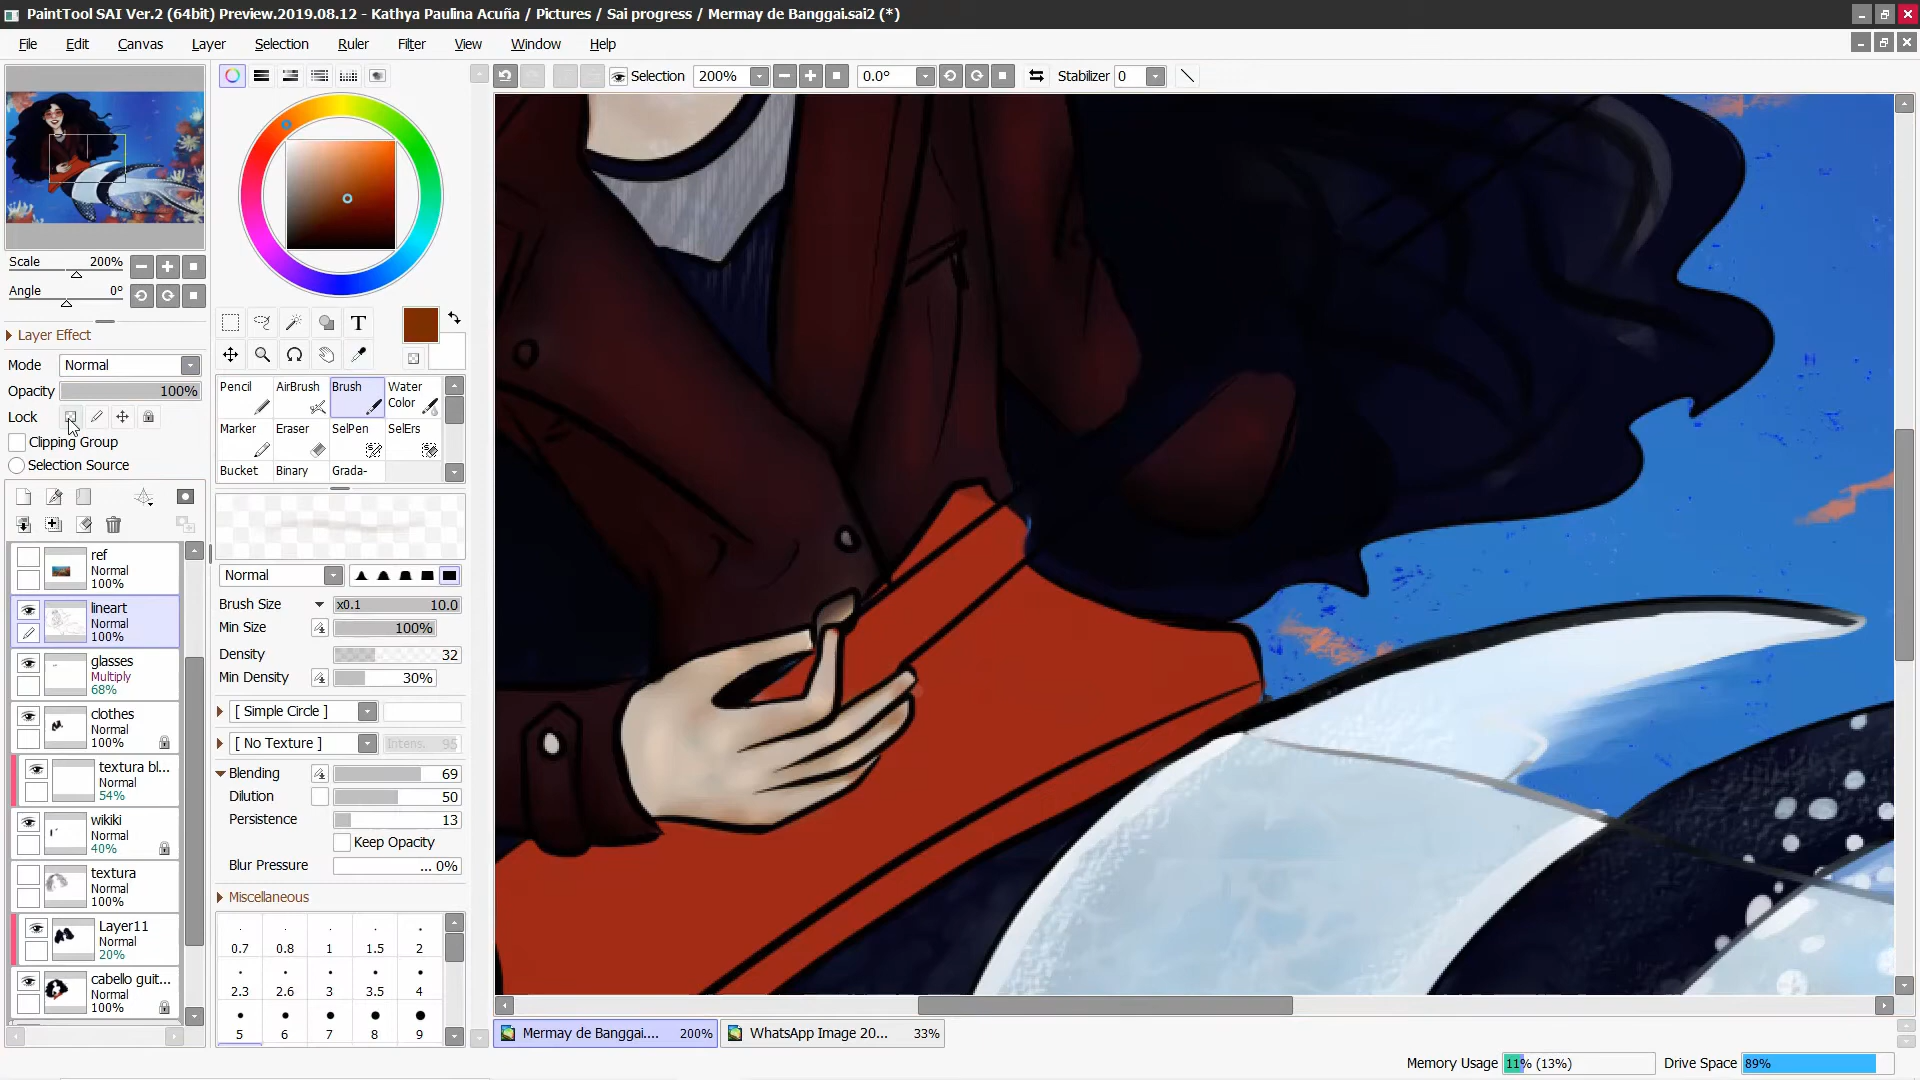 PaintTool SAI Ver.2 (64bit) Preview.2019.08.12 - Kathya Paulina Acuña / Pictures / Sai progress / Mermay de Banggai.sai2 (*)
File Edit Canvas Layer Selection Ruler Filter View Window Help
Selection 200% 0.0° Stabilizer 0
Scale 200%
Angle 0°
Layer Effect
Mode Normal
Opacity 100%
Lock
Clipping Group
Selection Source
ref
Normal
100%
lineart
Normal
100%
glasses
Multiply
68%
clothes
Normal
100%
textura bl...
Normal
54%
wikiki
Normal
40%
textura
Normal
100%
Layer11
Normal
20%
cabello guit...
Normal
100%
T
Pencil AirBrush Brush Water Color
Marker Eraser SelPen SelErs
Bucket Binary Grada-
Normal
Brush Size x0.1 10.0
Min Size 100%
Density 32
Min Density 30%
[ Simple Circle ]
[ No Texture ] Intens. 95
Blending 69
Dilution 50
Persistence 13
Keep Opacity
Blur Pressure ... 0%
Miscellaneous
0.7 0.8 1 1.5 2
2.3 2.6 3 3.5 4
5 6 7 8 9
Mermay de Banggai.... 200% WhatsApp Image 20... 33%
Memory Usage 11% (13%) Drive Space 89%